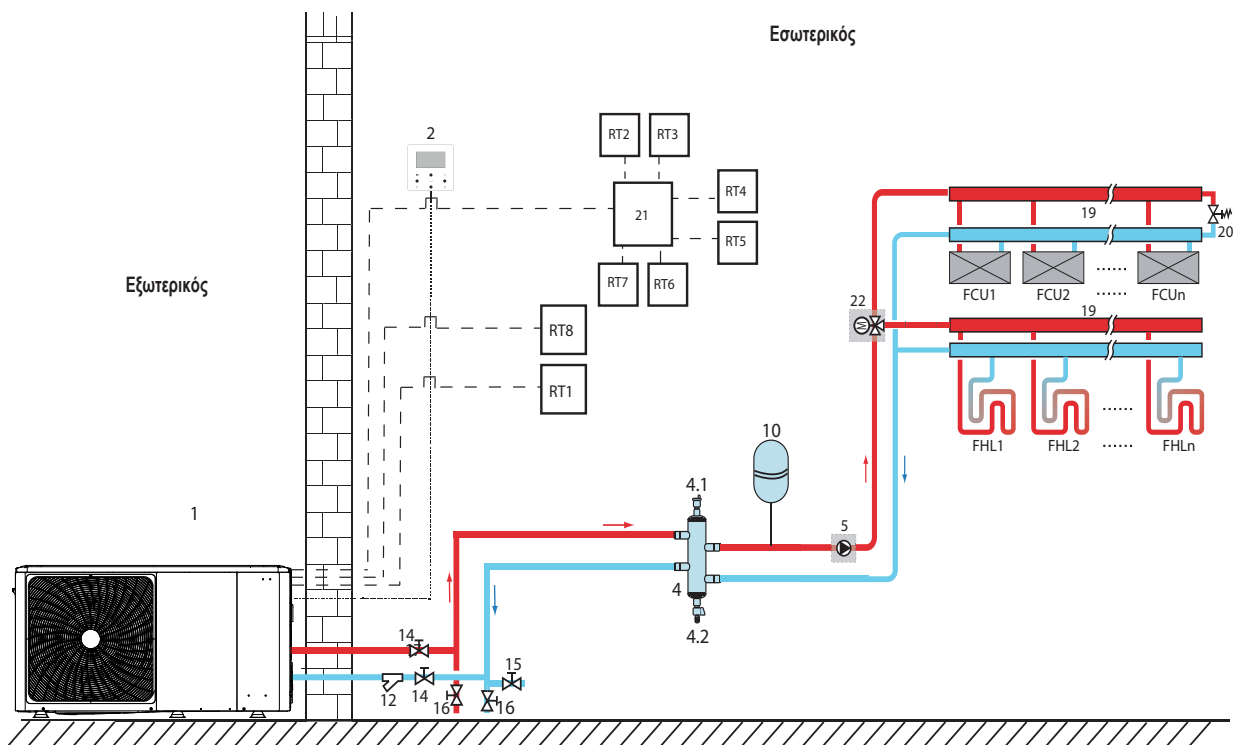 Εσωτερικός
2
RT2
RT3
RT4
21
RT5
RT7
RT6
19
20
Εξωτερικός
FCU1
FCU2
......
......
FCUn
22
M
19
RT8
RT1
......
......
FHL1
FHL2
FHLn
10
4.1
1
5
4
4.2
14
15
12
14
16
16